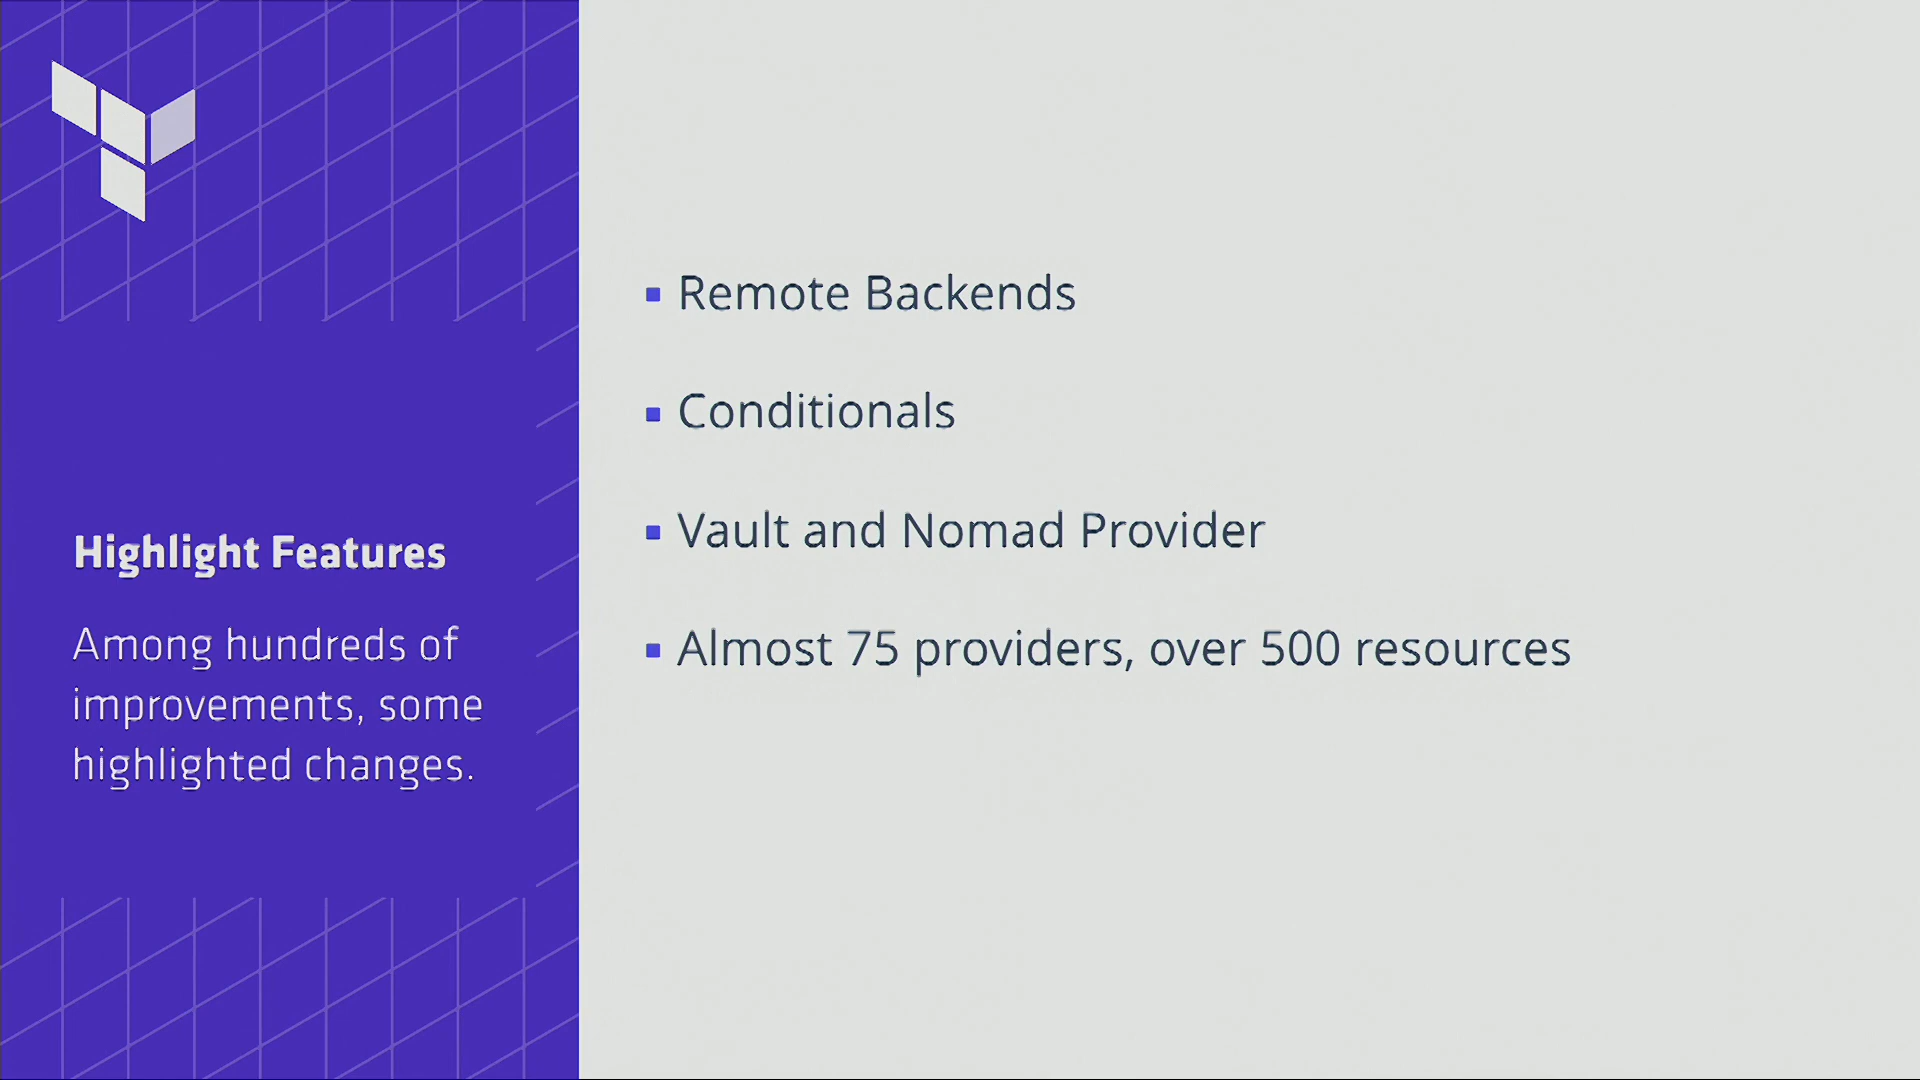 Highlight Features
Among hundreds of
improvements, some
highlighted changes.
Remote Backends
Conditionals
Vault and Nomad Provider
Almost 75 providers, over 500 resources